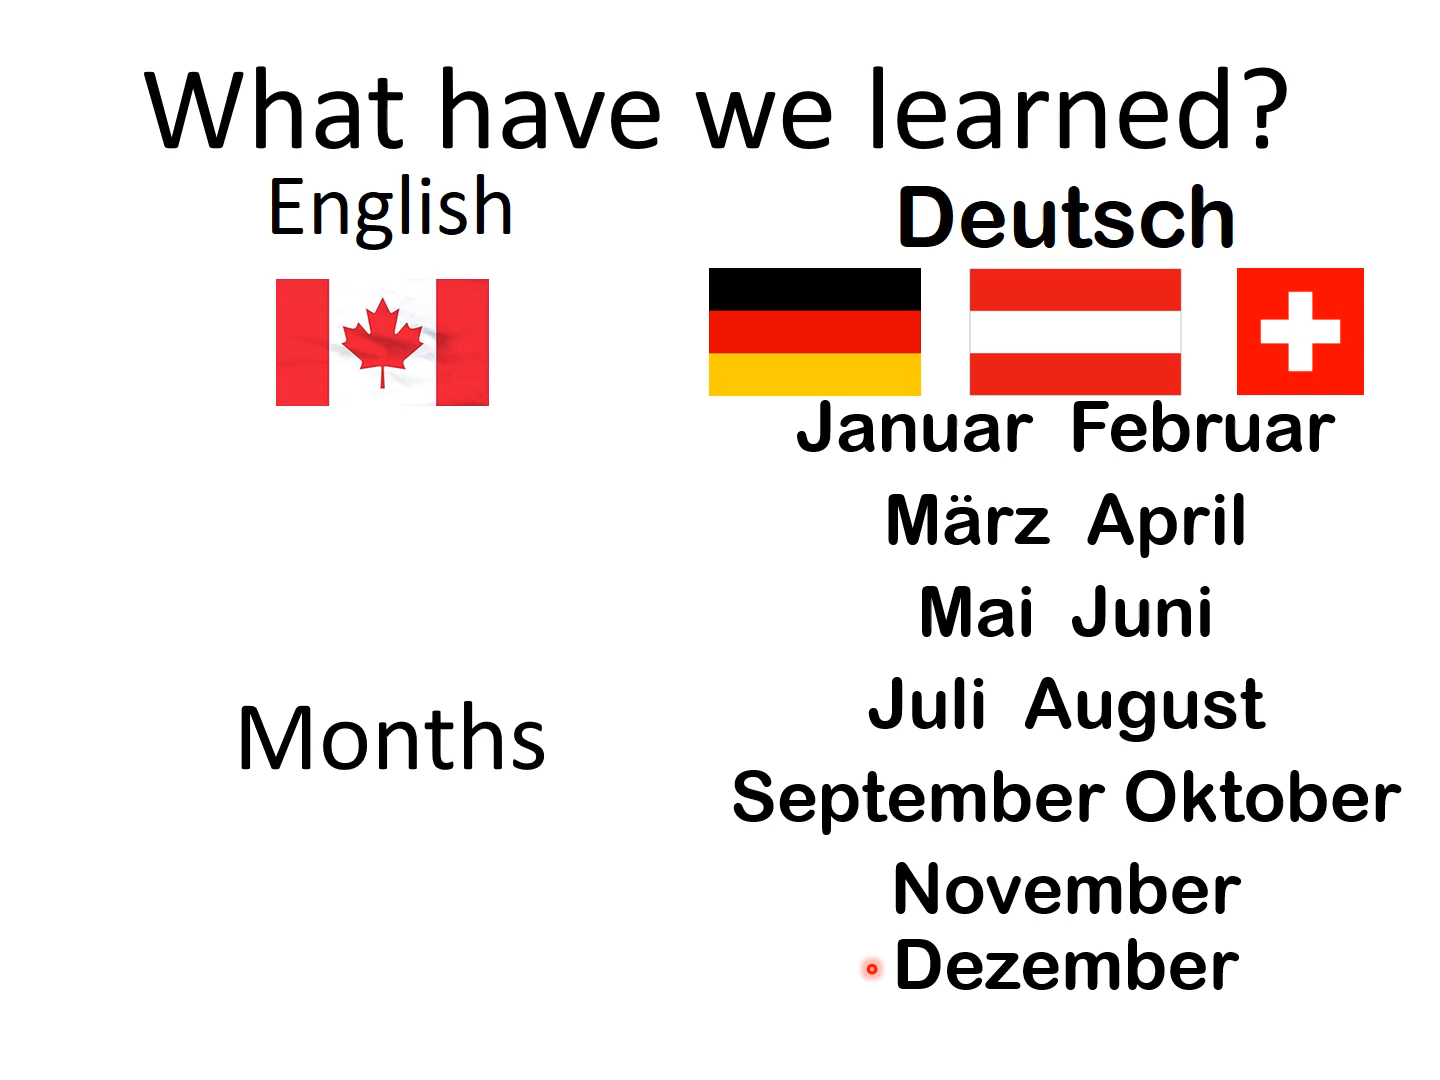 What have we learned?
English
Deutsch
Januar Februar
März April
Mai Juni
Juli August
Months
September Oktober
November
Dezember